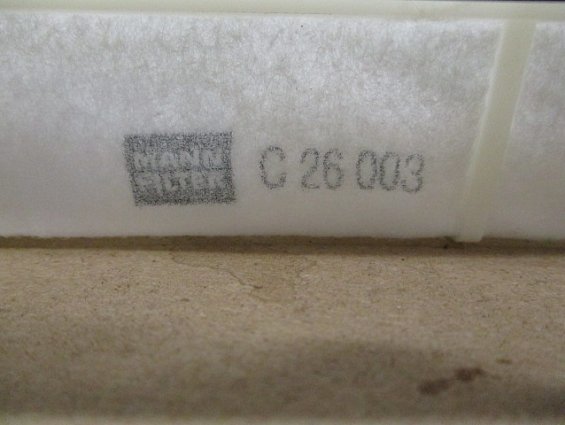 MANN
FILTER
C 26 003